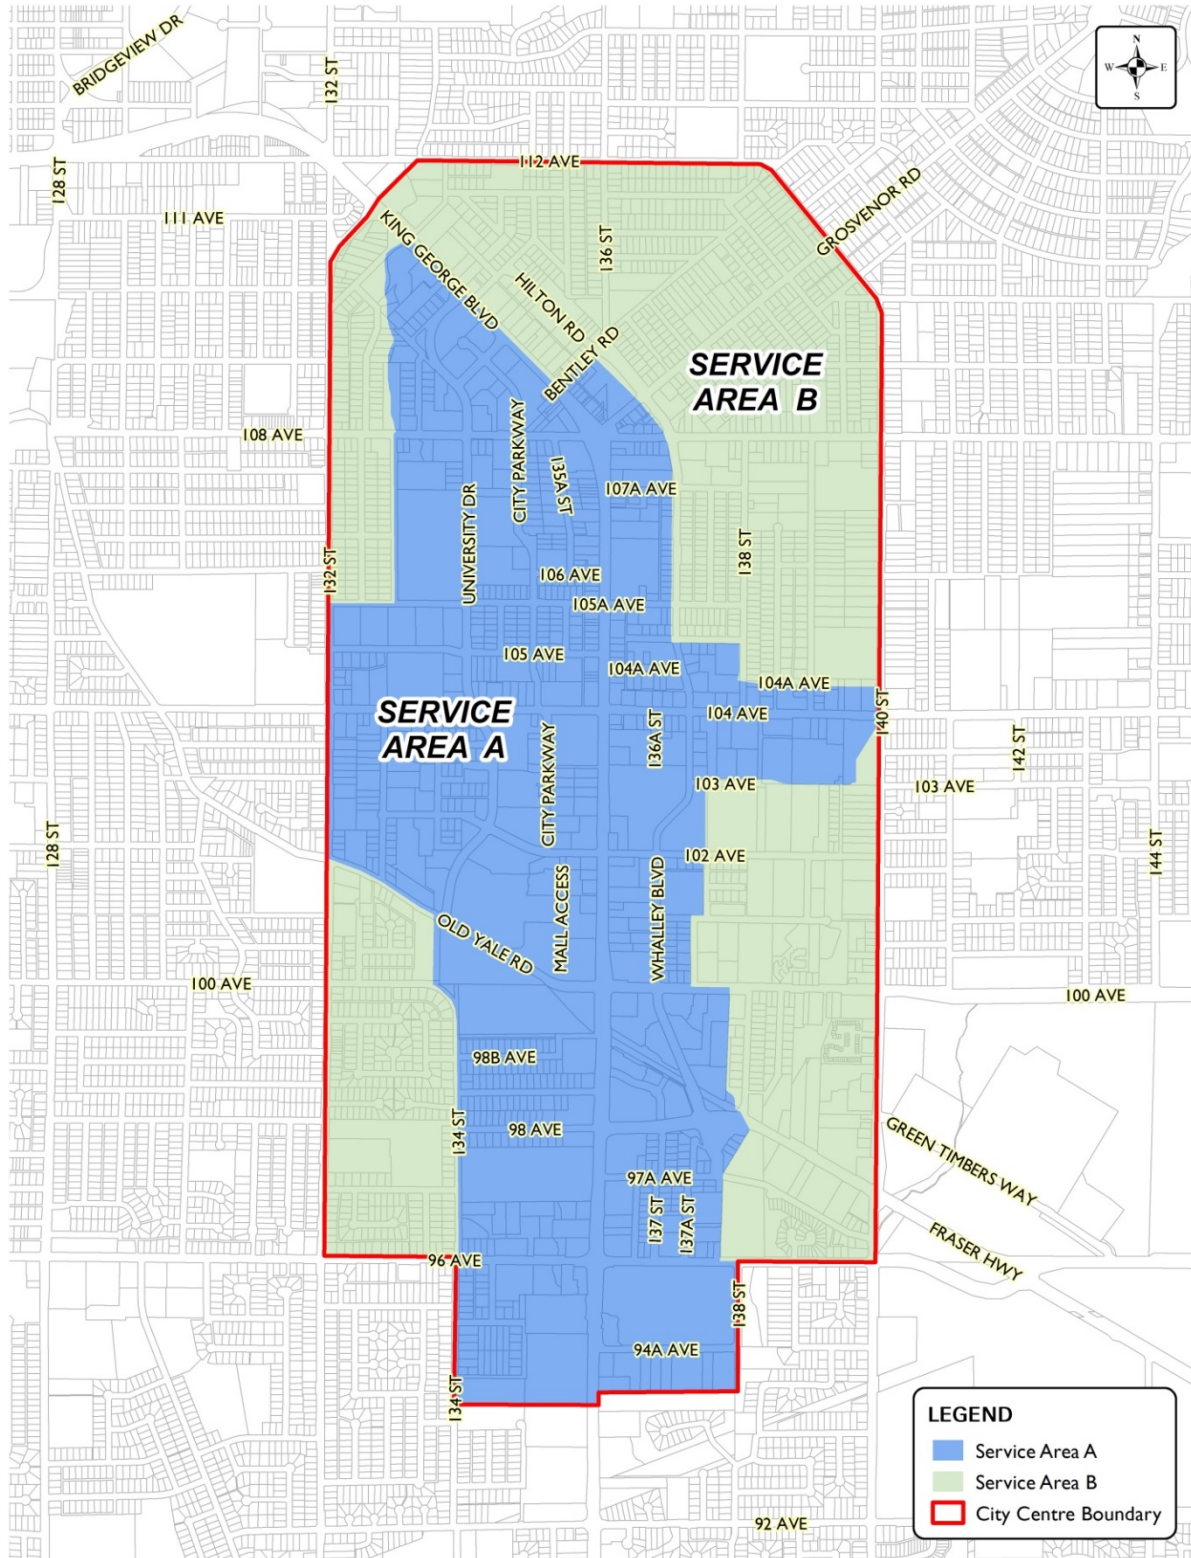 BRIDGEVIEW DR
132 ST
N
W E
S
128 ST
112 AVE
111 AVE
GROSVENOR RD
KING GEORGE BLVD
136 ST
HILTON RD
BENTLEY RD
SERVICE
AREA B
108 AVE
CITY PARKWAY
135A ST
107A AVE
UNIVERSITY DR
138 ST
132 ST
106 AVE
105A AVE
105 AVE
104A AVE
104A AVE
SERVICE
AREA A
104 AVE
140 ST
136A ST
142 ST
CITY PARKWAY
103 AVE
103 AVE
128 ST
102 AVE
144 ST
MALL ACCESS
WHALLEY BLVD
OLD YALE RD
100 AVE
100 AVE
98B AVE
98 AVE
134 ST
GREEN TIMBERS WAY
97A AVE
137 ST
137A ST
FRASER HWY
96 AVE
138 ST
94A AVE
134 ST
LEGEND
Service Area A
Service Area B
City Centre Boundary
92 AVE